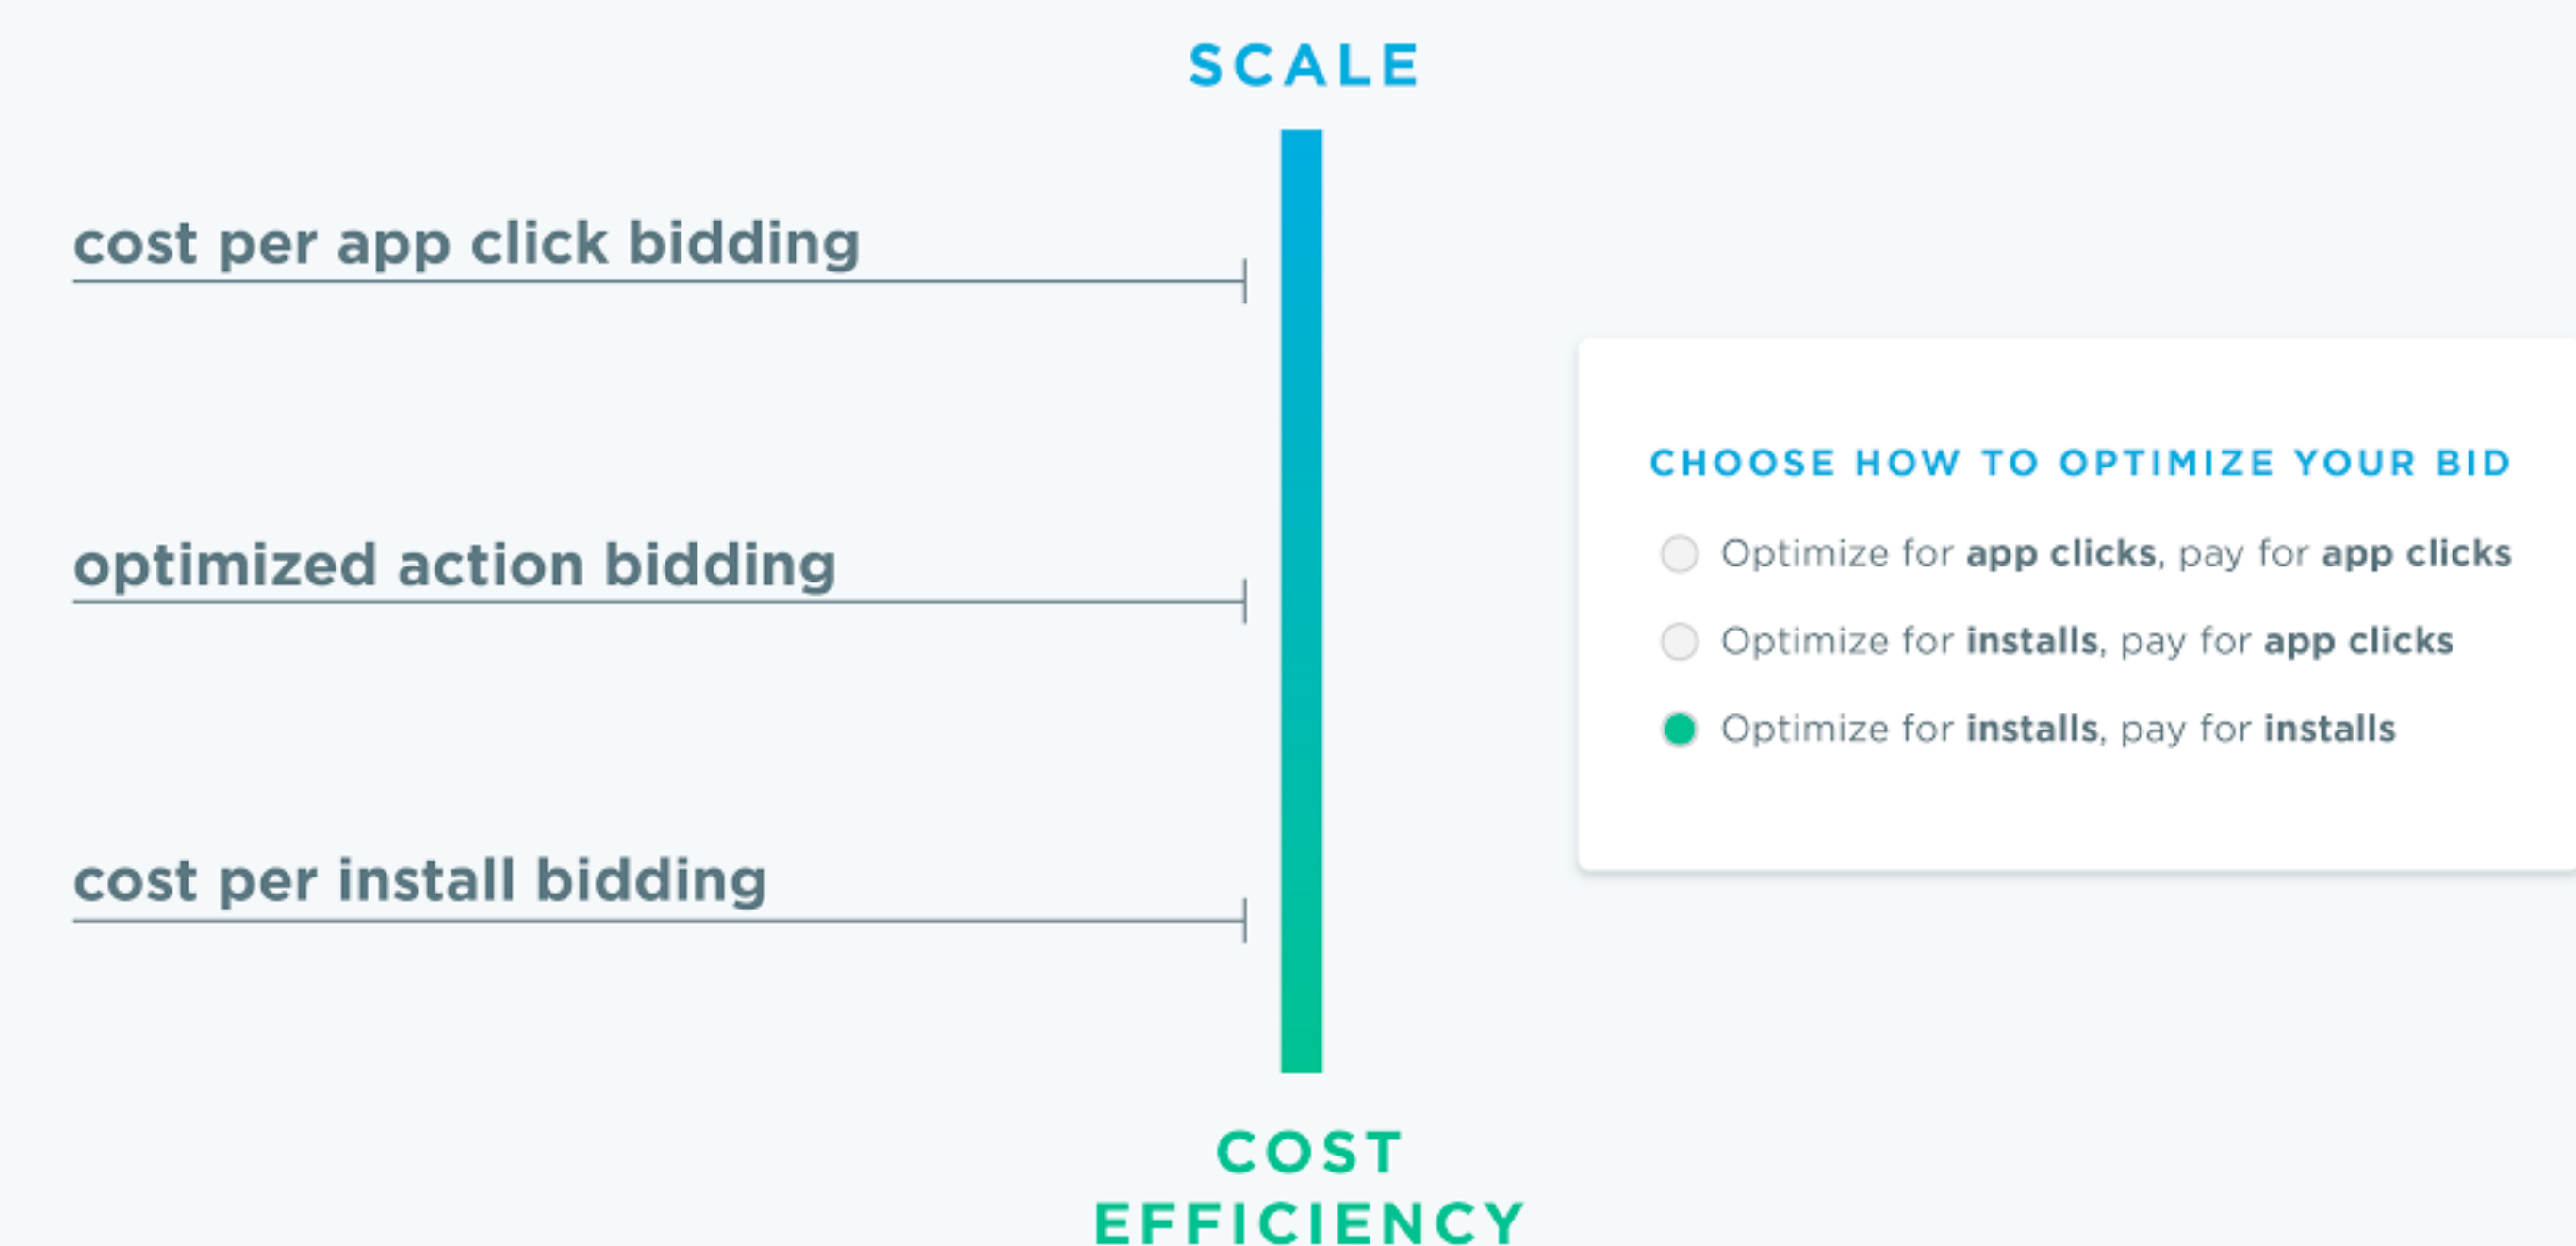 SCALE
cost per app click bidding
optimized action bidding
cost per install bidding
CHOOSE HOW TO OPTIMIZE YOUR BID
Optimize for app clicks, pay for app clicks
Optimize for installs, pay for app clicks
Optimize for installs, pay for installs
COST
EFFICIENCY